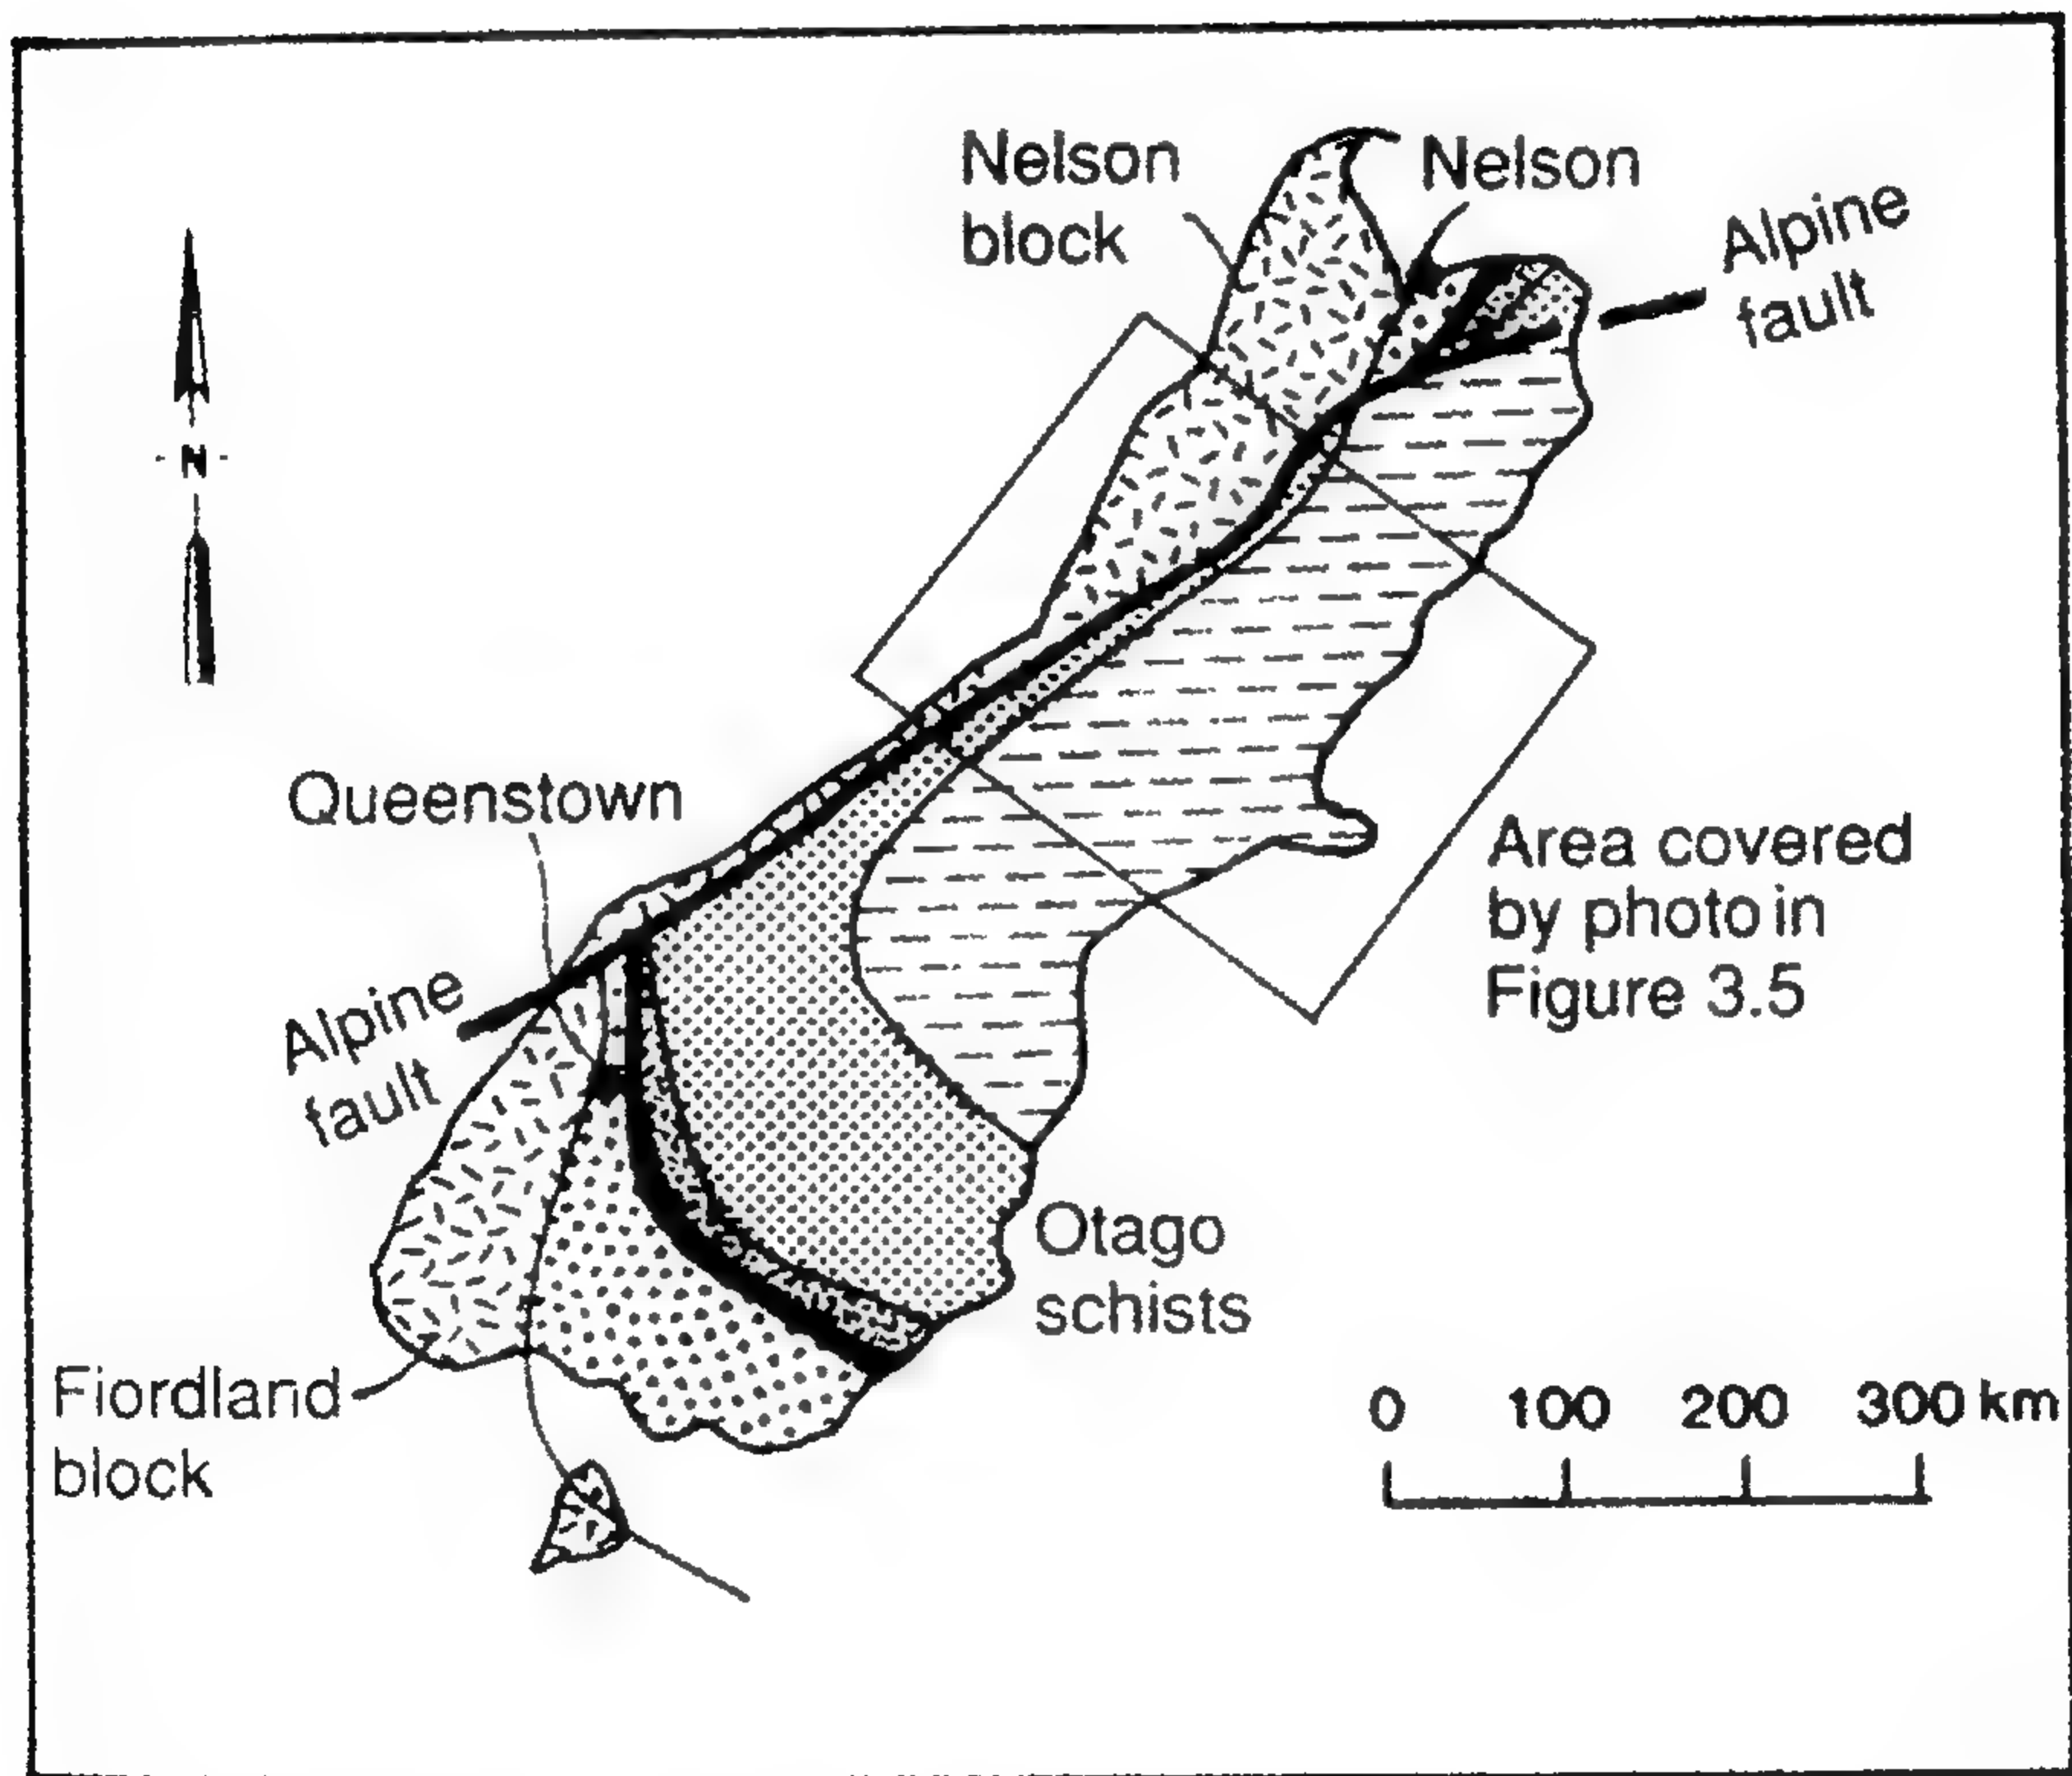 Nelson
block
Nelson
Alpine
fault
N
Queenstown
Area covered
by photo in
Figure 3.5
Alpine
fault
Otago
schists
Fiordland
block
0 100 200 300 km